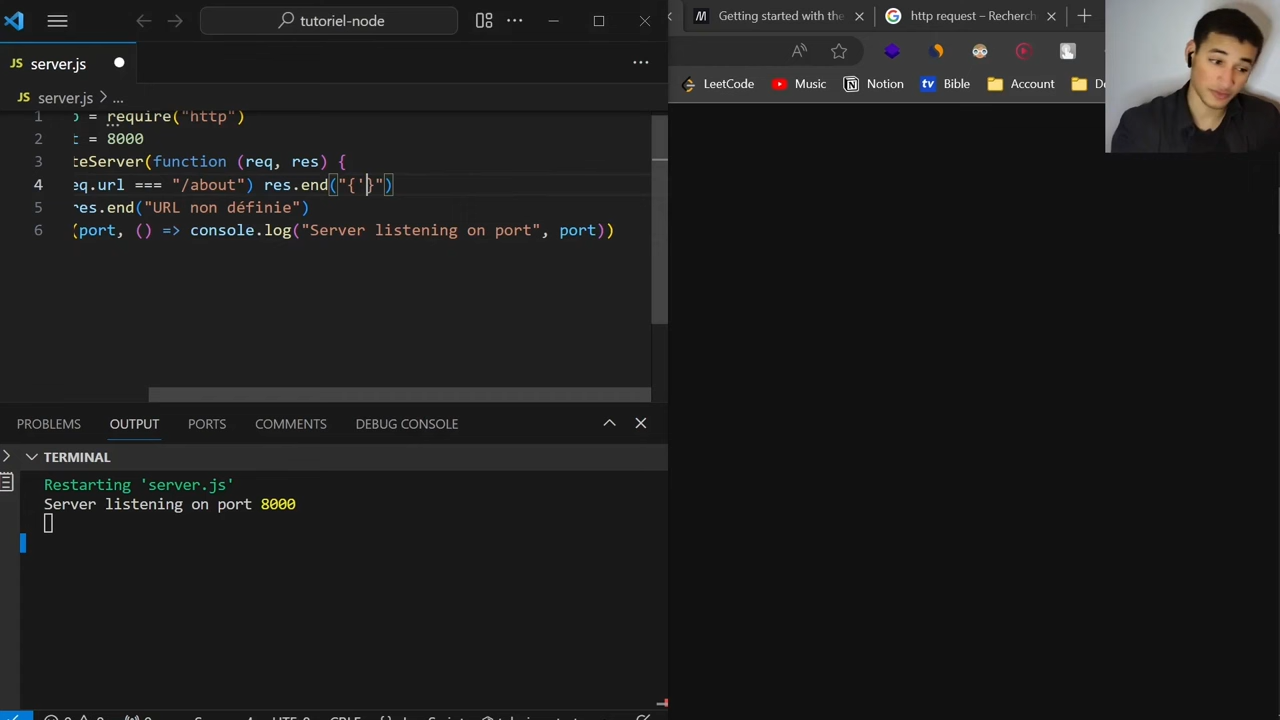 tutoriel-node
Getting started with the
http request – Recherch
JS server.js
LeetCode
Music
Notion
tv Bible
Account
De
JS server.js > ...
1 = require("http")
2 = 8000
3 teServer(function (req, res) {
4 eq.url === "/about") res.end("{'}")
5 res.end("URL non définie")
6 (port, () => console.log("Server listening on port", port))
PROBLEMS OUTPUT PORTS COMMENTS DEBUG CONSOLE
TERMINAL
Restarting 'server.js'
Server listening on port 8000